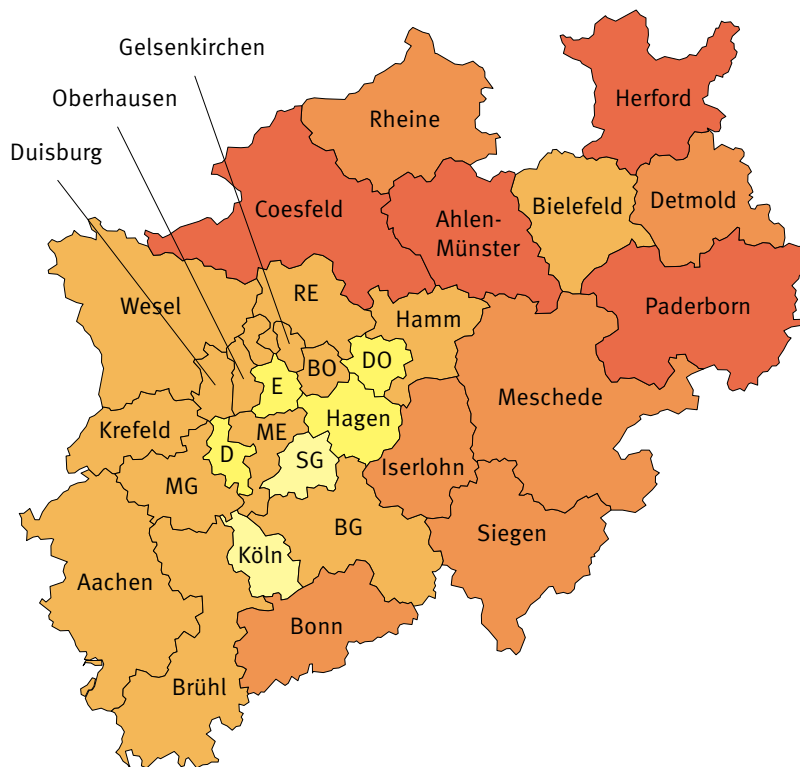 Gelsenkirchen
Oberhausen
Duisburg
Herford
Rheine
Coesfeld
Ahlen-
Münster
Bielefeld
Detmold
Wesel
RE
Hamm
Paderborn
BO
DO
E
Meschede
Krefeld
ME
Hagen
D
SG
Iserlohn
MG
BG
Siegen
Köln
Aachen
Bonn
Brühl